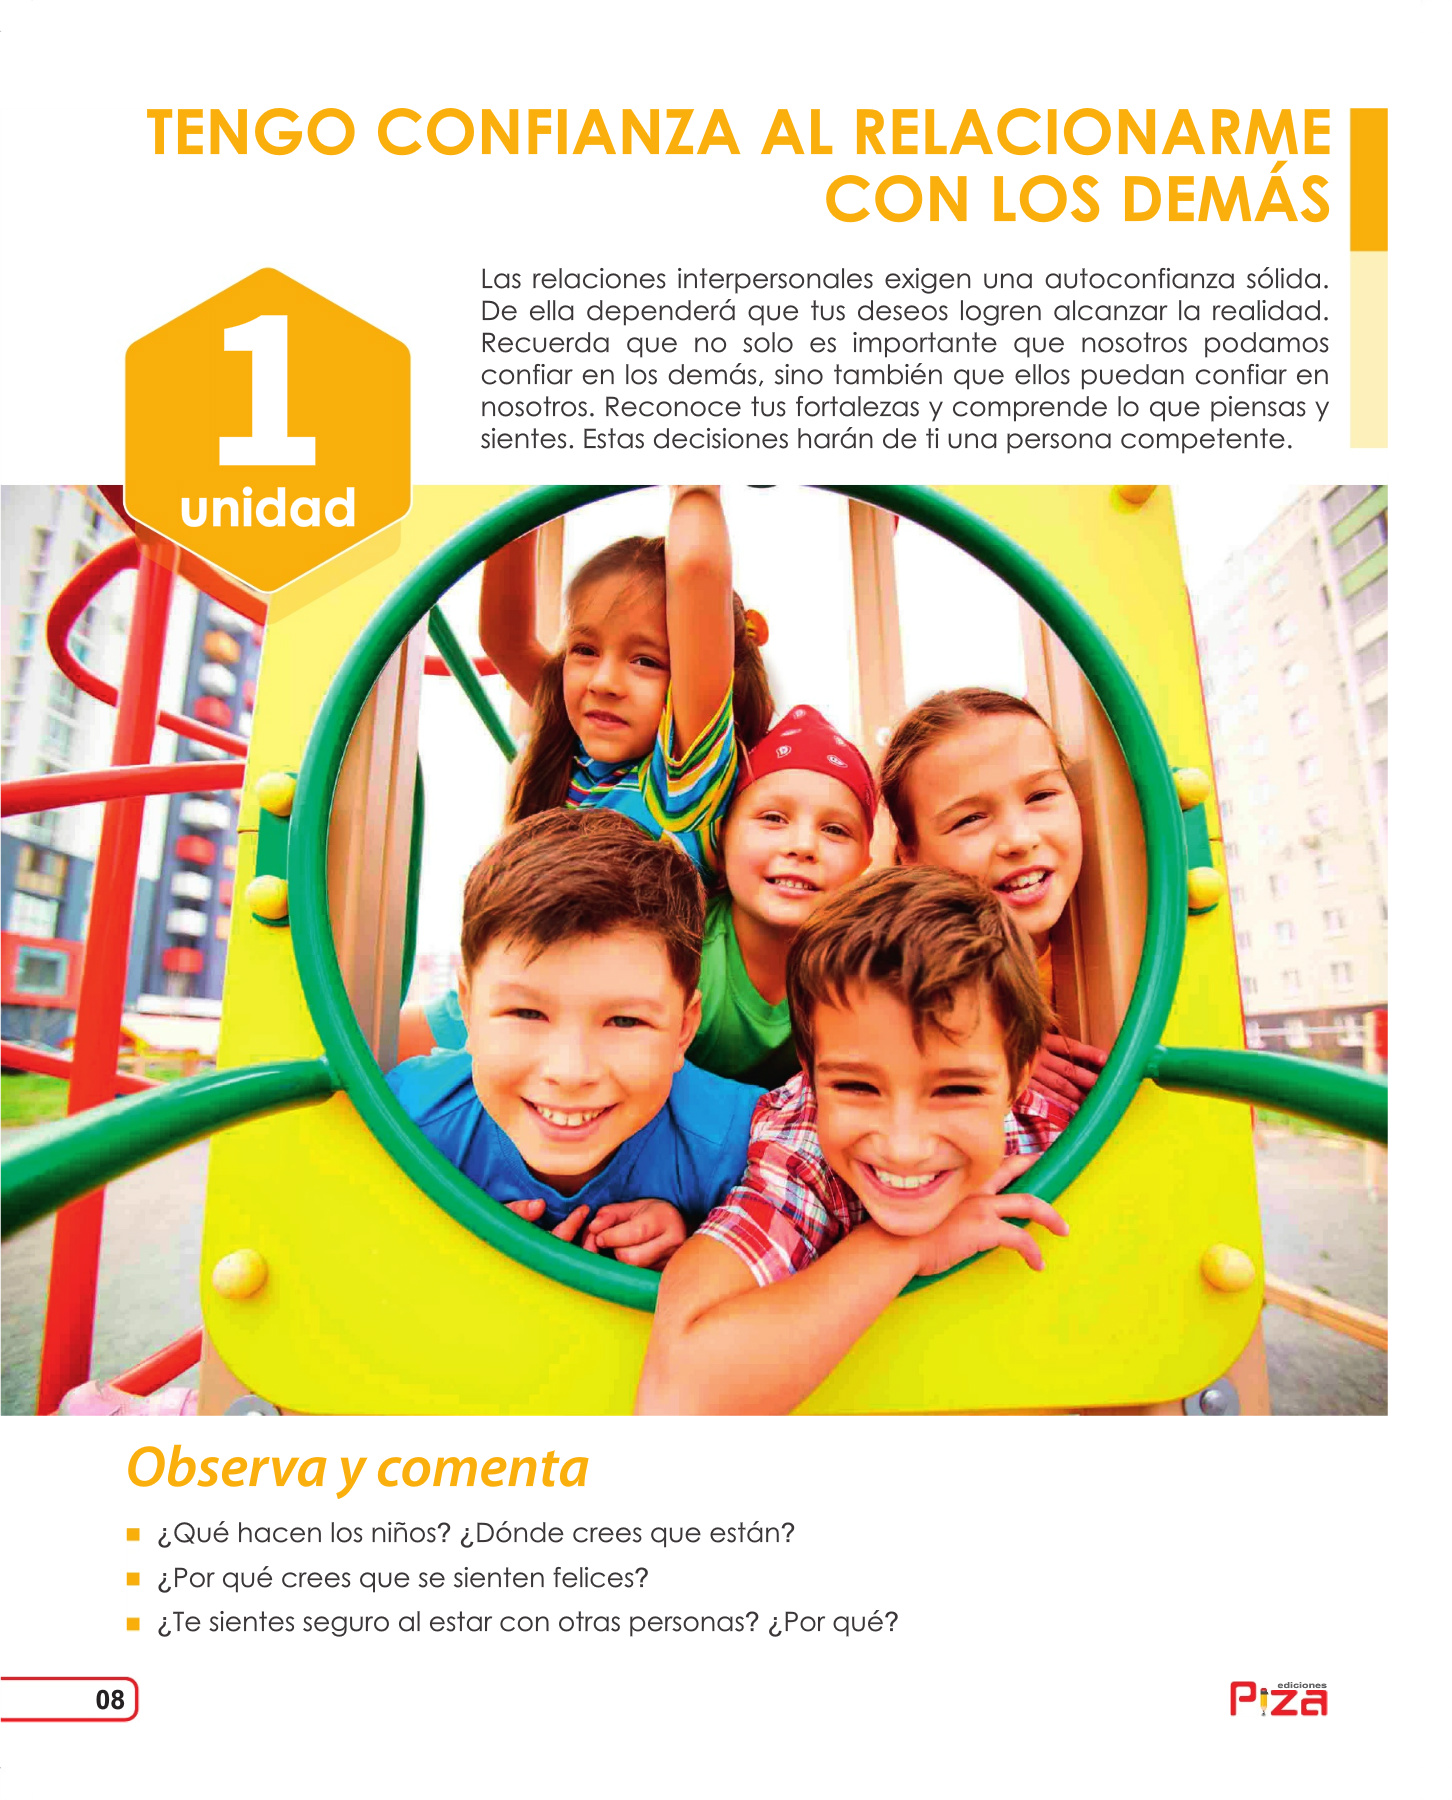 TENGO CONFIANZA AL RELACIONARME
CON LOS DEMÁS
1
unidad
Las relaciones interpersonales exigen una autoconfianza sólida.
De ella dependerá que tus deseos logren alcanzar la realidad.
Recuerda que no solo es importante que nosotros podamos
confiar en los demás, sino también que ellos puedan confiar en
nosotros. Reconoce tus fortalezas y comprende lo que piensas y
sientes. Estas decisiones harán de ti una persona competente.
Observa y comenta
¿Qué hacen los niños? ¿Dónde crees que están?
¿Por qué crees que se sienten felices?
¿Te sientes seguro al estar con otras personas? ¿Por qué?
08
ediciones
Piza